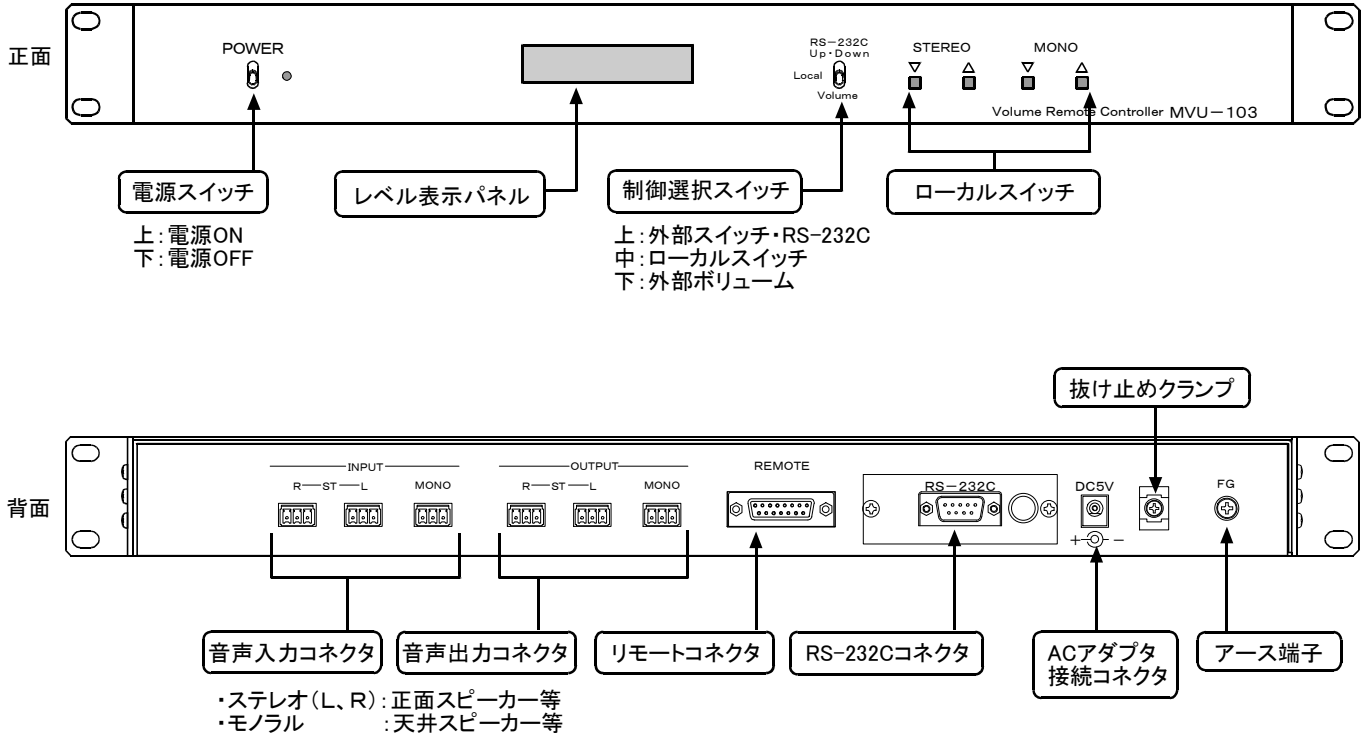 正面
POWER
RS-232C
Up・Down
Local
Volume
STEREO
MONO
▽
△
▽
△
Volume Remote Controller MVU-103
電源スイッチ
レベル表示パネル
制御選択スイッチ
ローカルスイッチ
上:電源ON
下:電源OFF
上:外部スイッチ・RS-232C
中:ローカルスイッチ
下:外部ボリューム
抜け止めクランプ
背面
INPUT
R ST L
MONO
OUTPUT
R ST L
MONO
REMOTE
RS-232C
DC5V
+ -
FG
音声入力コネクタ
音声出力コネクタ
リモートコネクタ
RS-232Cコネクタ
ACアダプタ
接続コネクタ
アース端子
・ステレオ(L、R):正面スピーカー等
・モノラル :天井スピーカー等